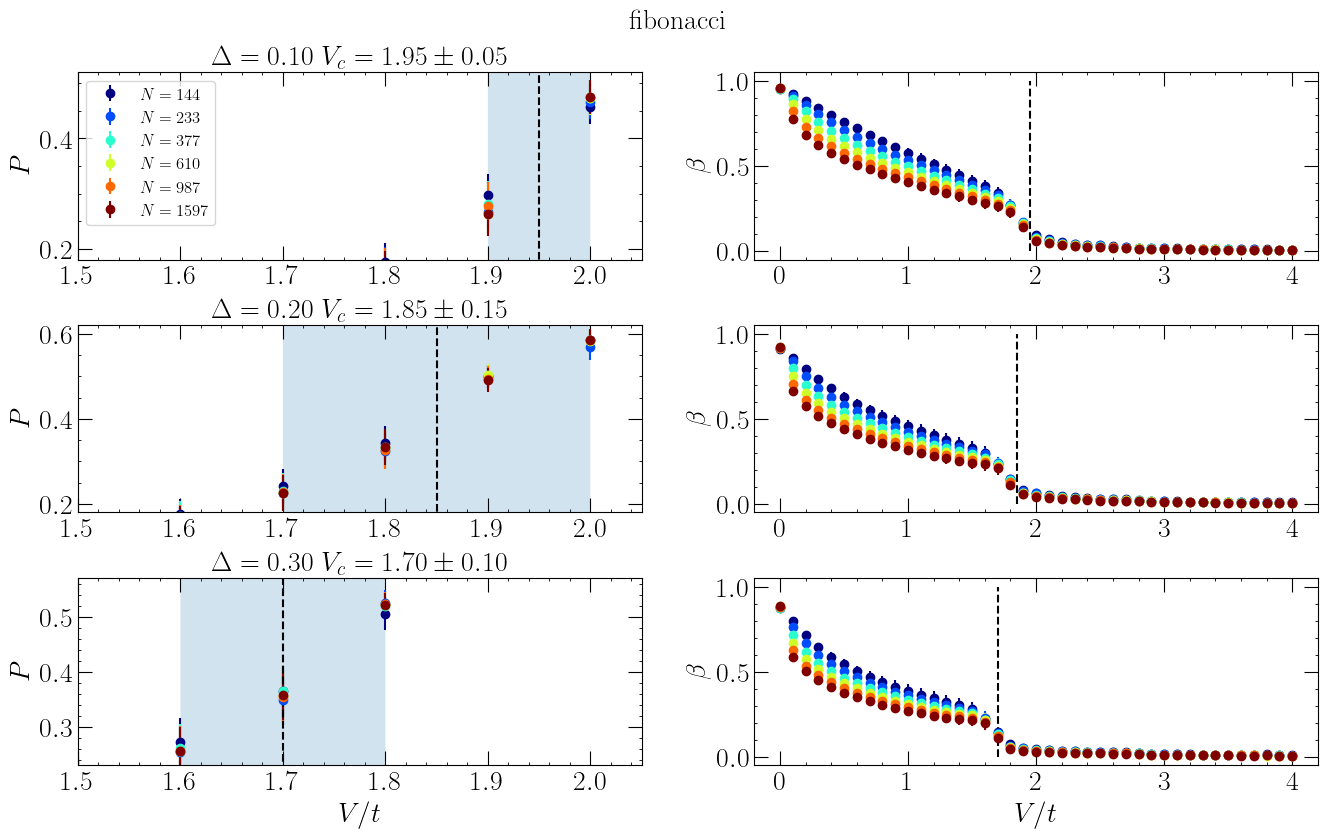 fibonacci
Δ = 0.10 V_c = 1.95 ± 0.05
P
0.4
0.2
N = 144
N = 233
N = 377
N = 610
N = 987
N = 1597
1.5 1.6 1.7 1.8 1.9 2.0
β
1.0
0.5
0.0
0 1 2 3 4
Δ = 0.20 V_c = 1.85 ± 0.15
P
0.6
0.4
0.2
1.5 1.6 1.7 1.8 1.9 2.0
β
1.0
0.5
0.0
0 1 2 3 4
Δ = 0.30 V_c = 1.70 ± 0.10
P
0.5
0.4
0.3
1.5 1.6 1.7 1.8 1.9 2.0
V/t
β
1.0
0.5
0.0
0 1 2 3 4
V/t